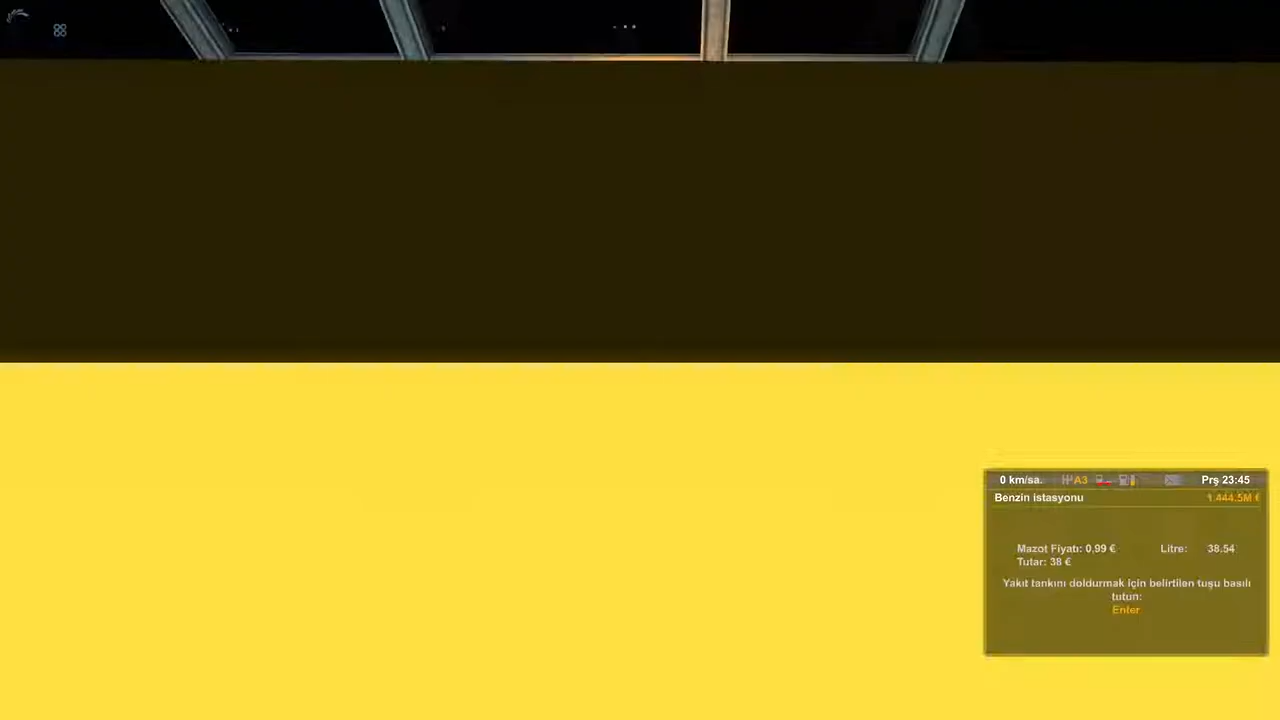 0 km/sa. A3 Prş 23:45
Benzin istasyonu 1.444.5M €
Mazot Fiyatı: 0,99 € Litre: 38.54
Tutar: 38 €
Yakıt tankını doldurmak için belirtilen tuşu basılı
tutun:
Enter